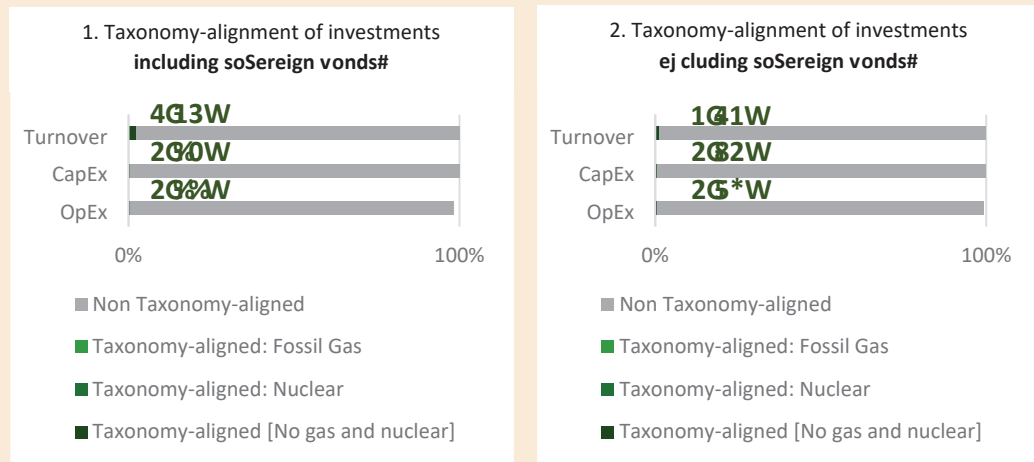 1. Taxonomy-alignment of investments
including soSereign vonds#
Turnover
CapEx
OpEx
0%
100%
Non Taxonomy-aligned
Taxonomy-aligned: Fossil Gas
Taxonomy-aligned: Nuclear
Taxonomy-aligned [No gas and nuclear]
2. Taxonomy-alignment of investments
ej cluding soSereign vonds#
Turnover
CapEx
OpEx
0%
100%
Non Taxonomy-aligned
Taxonomy-aligned: Fossil Gas
Taxonomy-aligned: Nuclear
Taxonomy-aligned [No gas and nuclear]